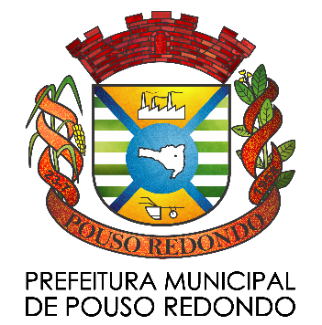 POUSO REDONDO
PREFEITURA MUNICIPAL
DE POUSO REDONDO